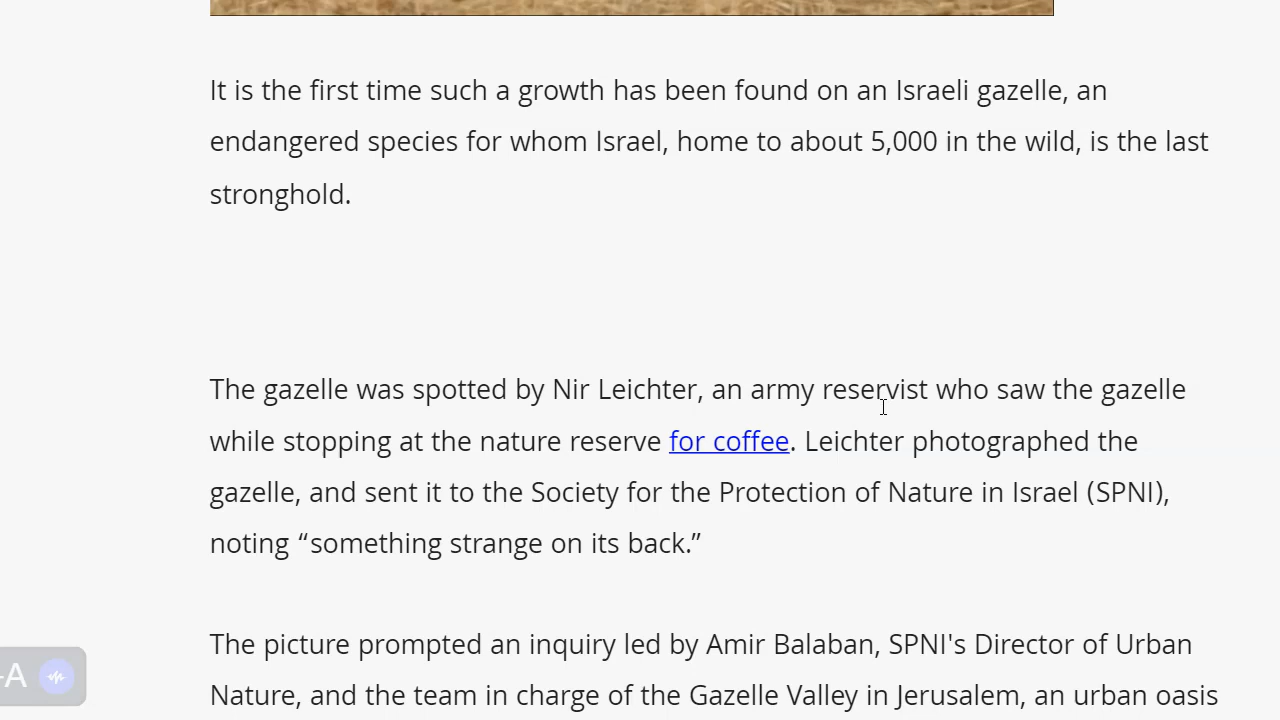 It is the first time such a growth has been found on an Israeli gazelle, an
endangered species for whom Israel, home to about 5,000 in the wild, is the last
stronghold.
The gazelle was spotted by Nir Leichter, an army reservist who saw the gazelle
while stopping at the nature reserve for coffee. Leichter photographed the
gazelle, and sent it to the Society for the Protection of Nature in Israel (SPNI),
noting “something strange on its back.”
The picture prompted an inquiry led by Amir Balaban, SPNI's Director of Urban
Nature, and the team in charge of the Gazelle Valley in Jerusalem, an urban oasis
-A